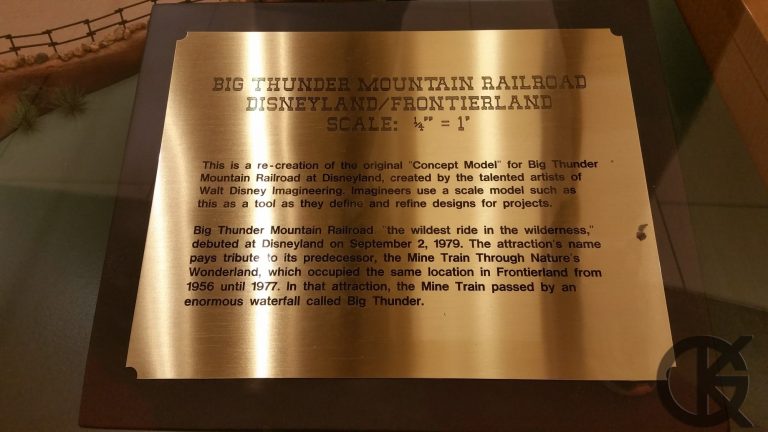 BIG THUNDER MOUNTAIN RAILROAD
DISNEYLAND/FRONTIERLAND
SCALE: ¼" = 1'
This is a re-creation of the original "Concept Model" for Big Thunder
Mountain Railroad at Disneyland, created by the talented artists of
Walt Disney Imagineering. Imagineers use a scale model such as
this as a tool as they define and refine designs for projects.
Big Thunder Mountain Railroad "the wildest ride in the wilderness,"
debuted at Disneyland on September 2, 1979. The attraction's name
pays tribute to its predecessor, the Mine Train Through Nature's
Wonderland, which occupied the same location in Frontierland from
1956 until 1977. In that attraction, the Mine Train passed by an
enormous waterfall called Big Thunder.